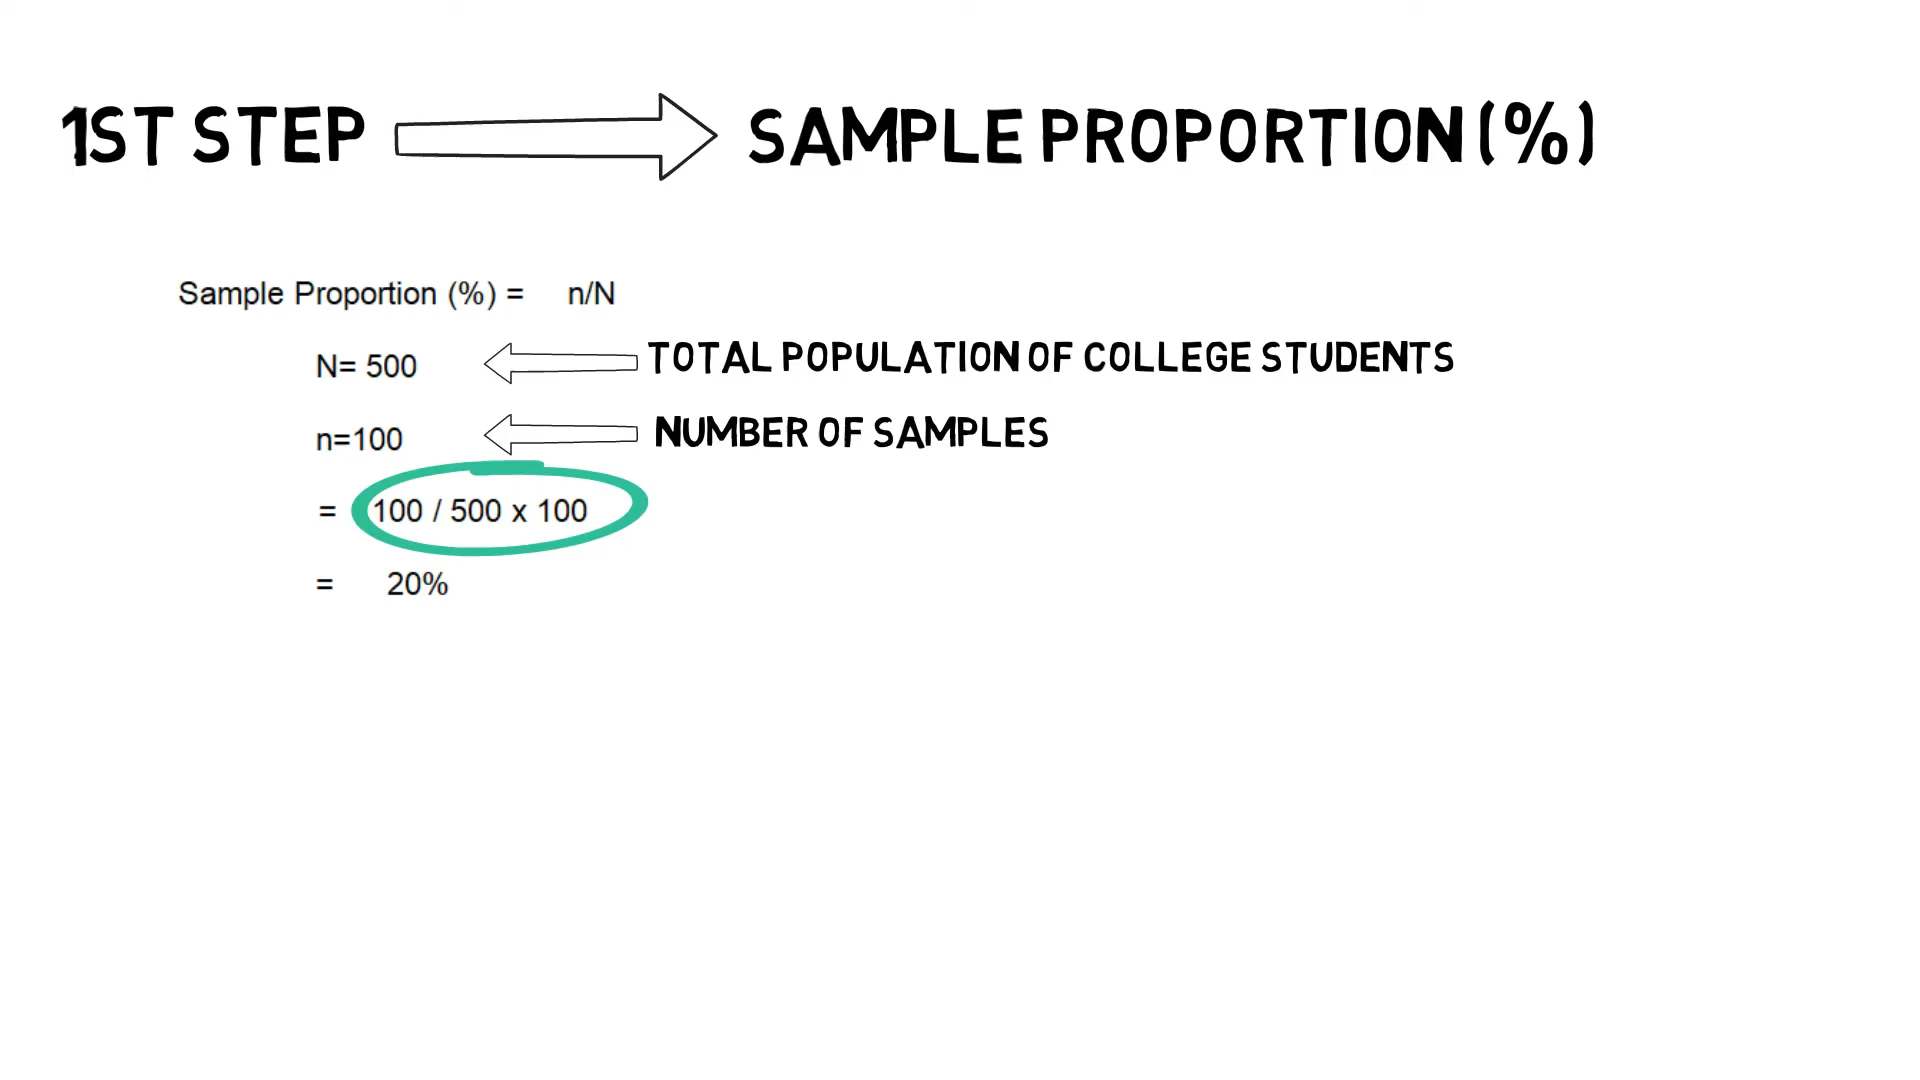 1ST STEP SAMPLE PROPORTION (%)
Sample Proportion (%) = n/N
N= 500 TOTAL POPULATION OF COLLEGE STUDENTS
n=100 NUMBER OF SAMPLES
= 100 / 500 x 100
= 20%